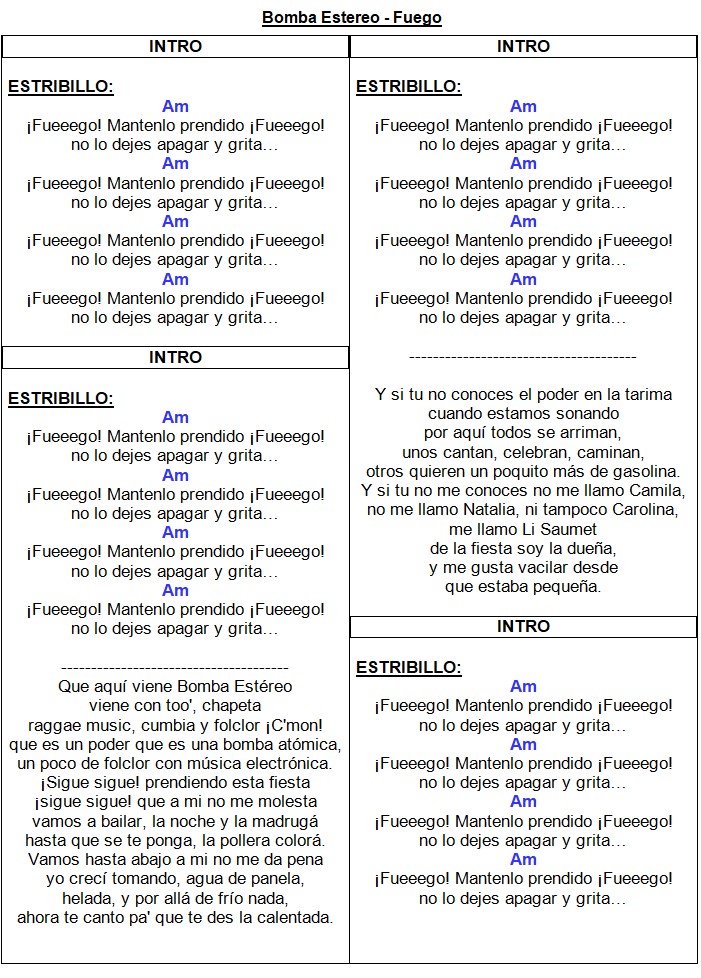 Bomba Estereo - Fuego
INTRO
ESTRIBILLO:
Am
¡Fueeego! Mantenlo prendido ¡Fueeego!
no lo dejes apagar y grita…
Am
¡Fueeego! Mantenlo prendido ¡Fueeego!
no lo dejes apagar y grita…
Am
¡Fueeego! Mantenlo prendido ¡Fueeego!
no lo dejes apagar y grita…
Am
¡Fueeego! Mantenlo prendido ¡Fueeego!
no lo dejes apagar y grita…
INTRO
ESTRIBILLO:
Am
¡Fueeego! Mantenlo prendido ¡Fueeego!
no lo dejes apagar y grita…
Am
¡Fueeego! Mantenlo prendido ¡Fueeego!
no lo dejes apagar y grita…
Am
¡Fueeego! Mantenlo prendido ¡Fueeego!
no lo dejes apagar y grita…
Am
¡Fueeego! Mantenlo prendido ¡Fueeego!
no lo dejes apagar y grita…
--------------------------------------
Que aquí viene Bomba Estéreo
viene con too', chapeta
raggae music, cumbia y folclor ¡C'mon!
que es un poder que es una bomba atómica,
un poco de folclor con música electrónica.
¡Sigue sigue! prendiendo esta fiesta
¡sigue sigue! que a mi no me molesta
vamos a bailar, la noche y la madrugá
hasta que se te ponga, la pollera colorá.
Vamos hasta abajo a mi no me da pena
yo crecí tomando, agua de panela,
helada, y por allá de frío nada,
ahora te canto pa' que te des la calentada.
INTRO
ESTRIBILLO:
Am
¡Fueeego! Mantenlo prendido ¡Fueeego!
no lo dejes apagar y grita…
Am
¡Fueeego! Mantenlo prendido ¡Fueeego!
no lo dejes apagar y grita…
Am
¡Fueeego! Mantenlo prendido ¡Fueeego!
no lo dejes apagar y grita…
Am
¡Fueeego! Mantenlo prendido ¡Fueeego!
no lo dejes apagar y grita…
--------------------------------------
Y si tu no conoces el poder en la tarima
cuando estamos sonando
por aquí todos se arriman,
unos cantan, celebran, caminan,
otros quieren un poquito más de gasolina.
Y si tu no me conoces no me llamo Camila,
no me llamo Natalia, ni tampoco Carolina,
me llamo Li Saumet
de la fiesta soy la dueña,
y me gusta vacilar desde
que estaba pequeña.
INTRO
ESTRIBILLO:
Am
¡Fueeego! Mantenlo prendido ¡Fueeego!
no lo dejes apagar y grita…
Am
¡Fueeego! Mantenlo prendido ¡Fueeego!
no lo dejes apagar y grita…
Am
¡Fueeego! Mantenlo prendido ¡Fueeego!
no lo dejes apagar y grita…
Am
¡Fueeego! Mantenlo prendido ¡Fueeego!
no lo dejes apagar y grita…